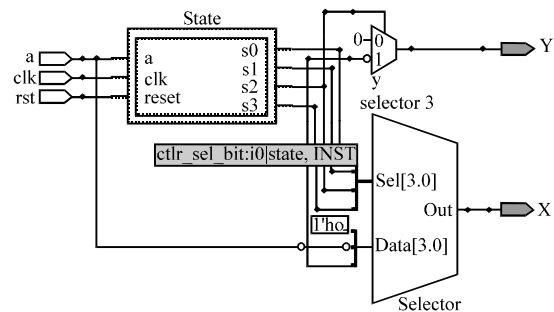 State
a
clk
rst
a
clk
reset
s0
s1
s2
s3
0
0
1
y
Y
selector 3
ctlr_sel_bit:i0|state, INST
Sel[3.0]
Out
X
1'ho
Data[3.0]
Selector